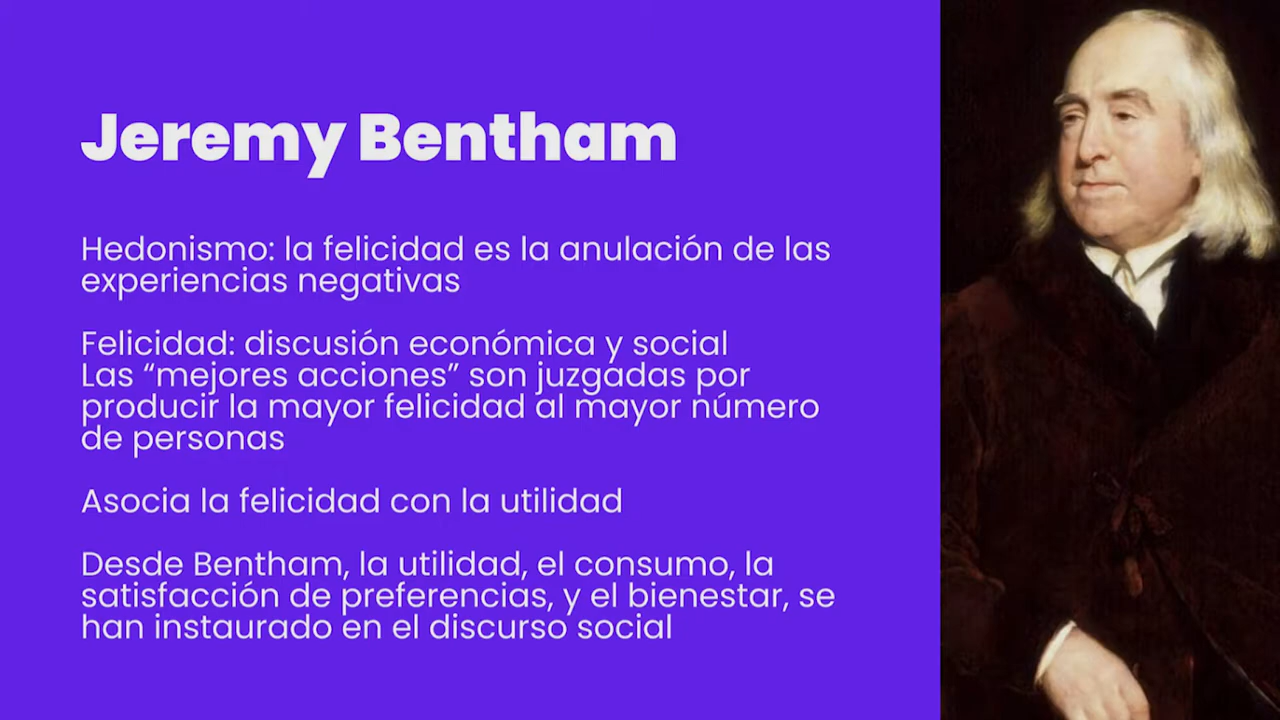 Jeremy Bentham
Hedonismo: la felicidad es la anulación de las
experiencias negativas
Felicidad: discusión económica y social
Las “mejores acciones” son juzgadas por
producir la mayor felicidad al mayor número
de personas
Asocia la felicidad con la utilidad
Desde Bentham, la utilidad, el consumo, la
satisfacción de preferencias, y el bienestar, se
han instaurado en el discurso social